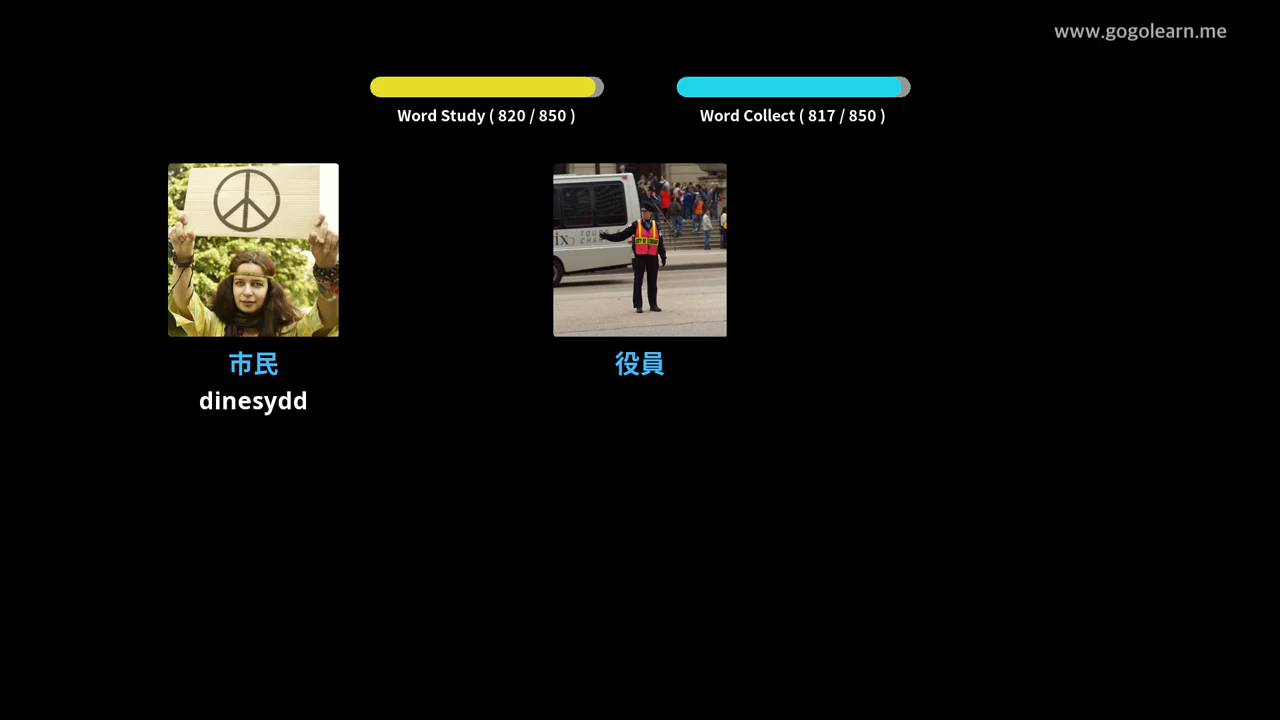 www.gogolearn.me
Word Study ( 820 / 850 )
Word Collect ( 817 / 850 )
市民
役員
dinesydd